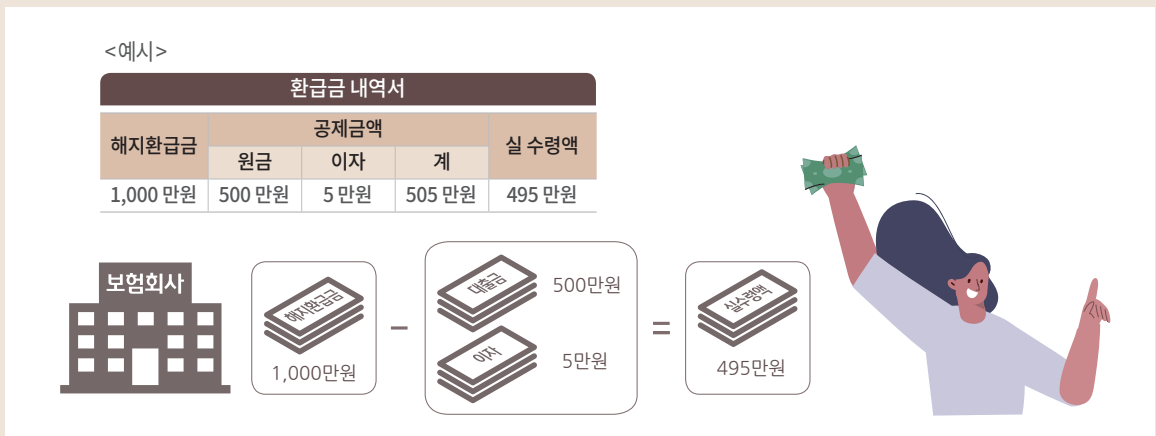 <예시>
환급금 내역서
해지환급금 공제금액 실 수령액
원금 이자 계
1,000 만원 500 만원 5 만원 505 만원 495 만원
보험회사
해지환급금
1,000만원
-
대출금 500만원
이자 5만원
=
실수령액
495만원